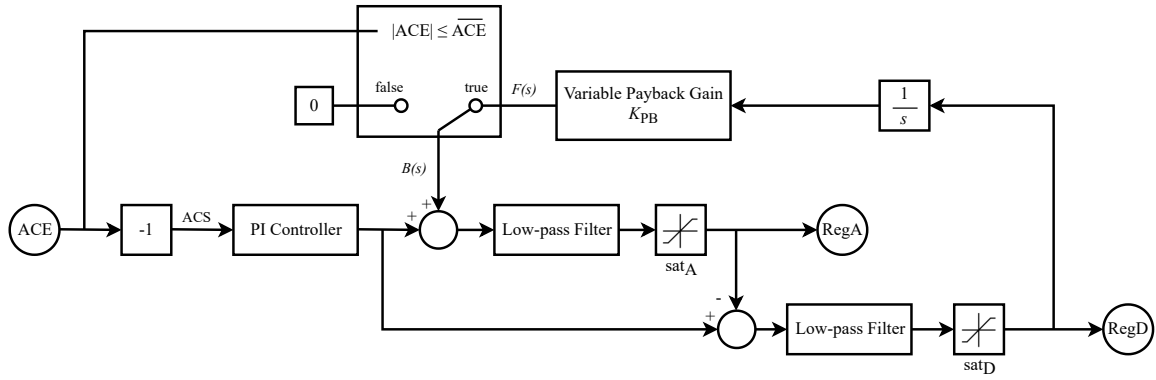 |ACE| ≤ A̅C̅E̅
false
true
F(s)
0
Variable Payback Gain
K_PB
1
s
B(s)
+
ACE
-1
ACS
PI Controller
+
Low-pass Filter
sat_A
RegA
-
+
Low-pass Filter
sat_D
RegD